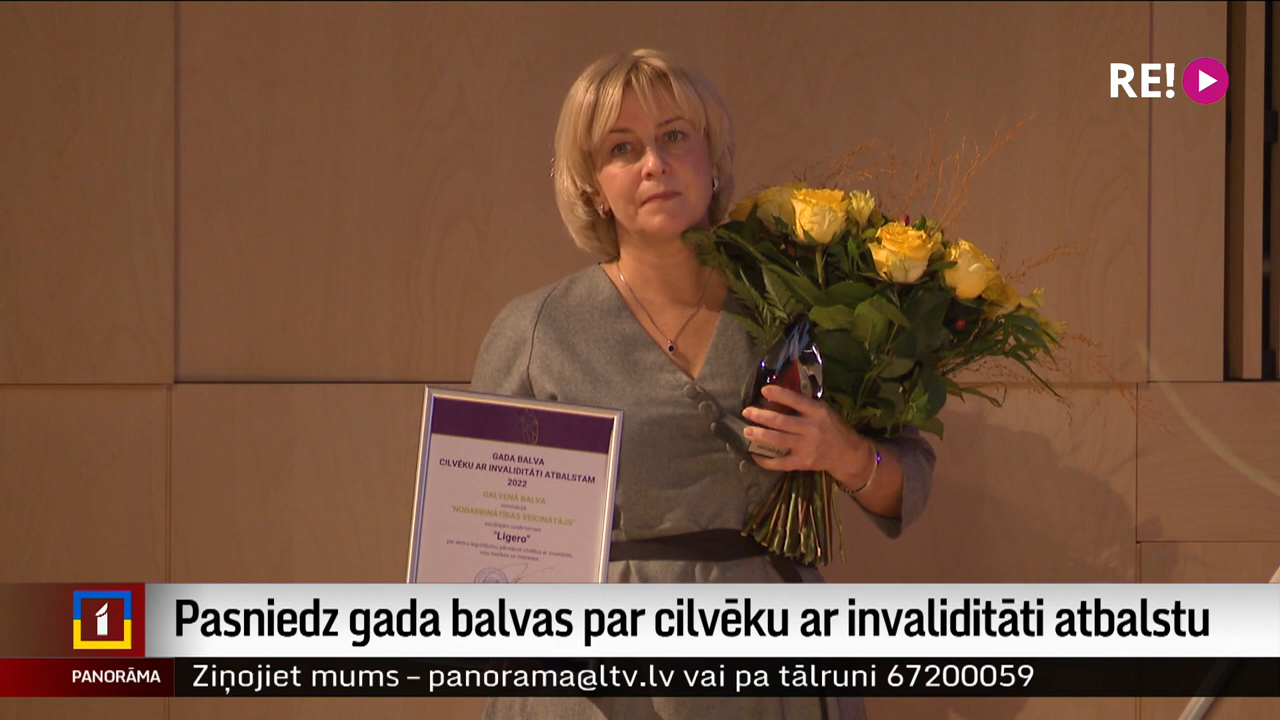 RE!
GADA BALVA
CILVĒKU AR INVALIDITĀTI ATBALSTAM
2022
GALVENĀ BALVA
nominācijā
"NODARBINĀTĪBAS VEICINĀTĀJS"
"Ligero"
1
Pasniedz gada balvas par cilvēku ar invaliditāti atbalstu
PANORĀMA
Ziņojiet mums – panorama@ltv.lv vai pa tālruni 67200059